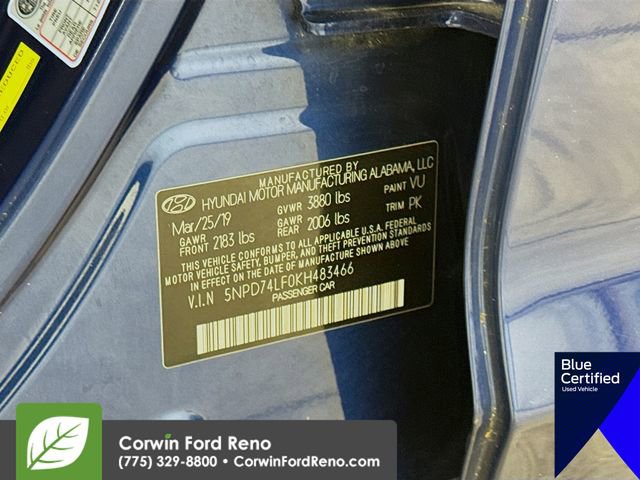 MANUFACTURED BY
HYUNDAI MOTOR MANUFACTURING ALABAMA, LLC
Mar/25/19 GVWR 3880 lbs PAINT VU
GAWR FRONT 2183 lbs GAWR REAR 2006 lbs TRIM PK
THIS VEHICLE CONFORMS TO ALL APPLICABLE U.S.A. FEDERAL
MOTOR VEHICLE SAFETY, BUMPER, AND THEFT PREVENTION STANDARDS
IN EFFECT ON THE DATE OF MANUFACTURE SHOWN ABOVE.
V.I.N 5NPD74LF0KH483466
PASSENGER CAR
Blue
Certified
Used Vehicle
Corwin Ford Reno
(775) 329-8800 • CorwinFordReno.com